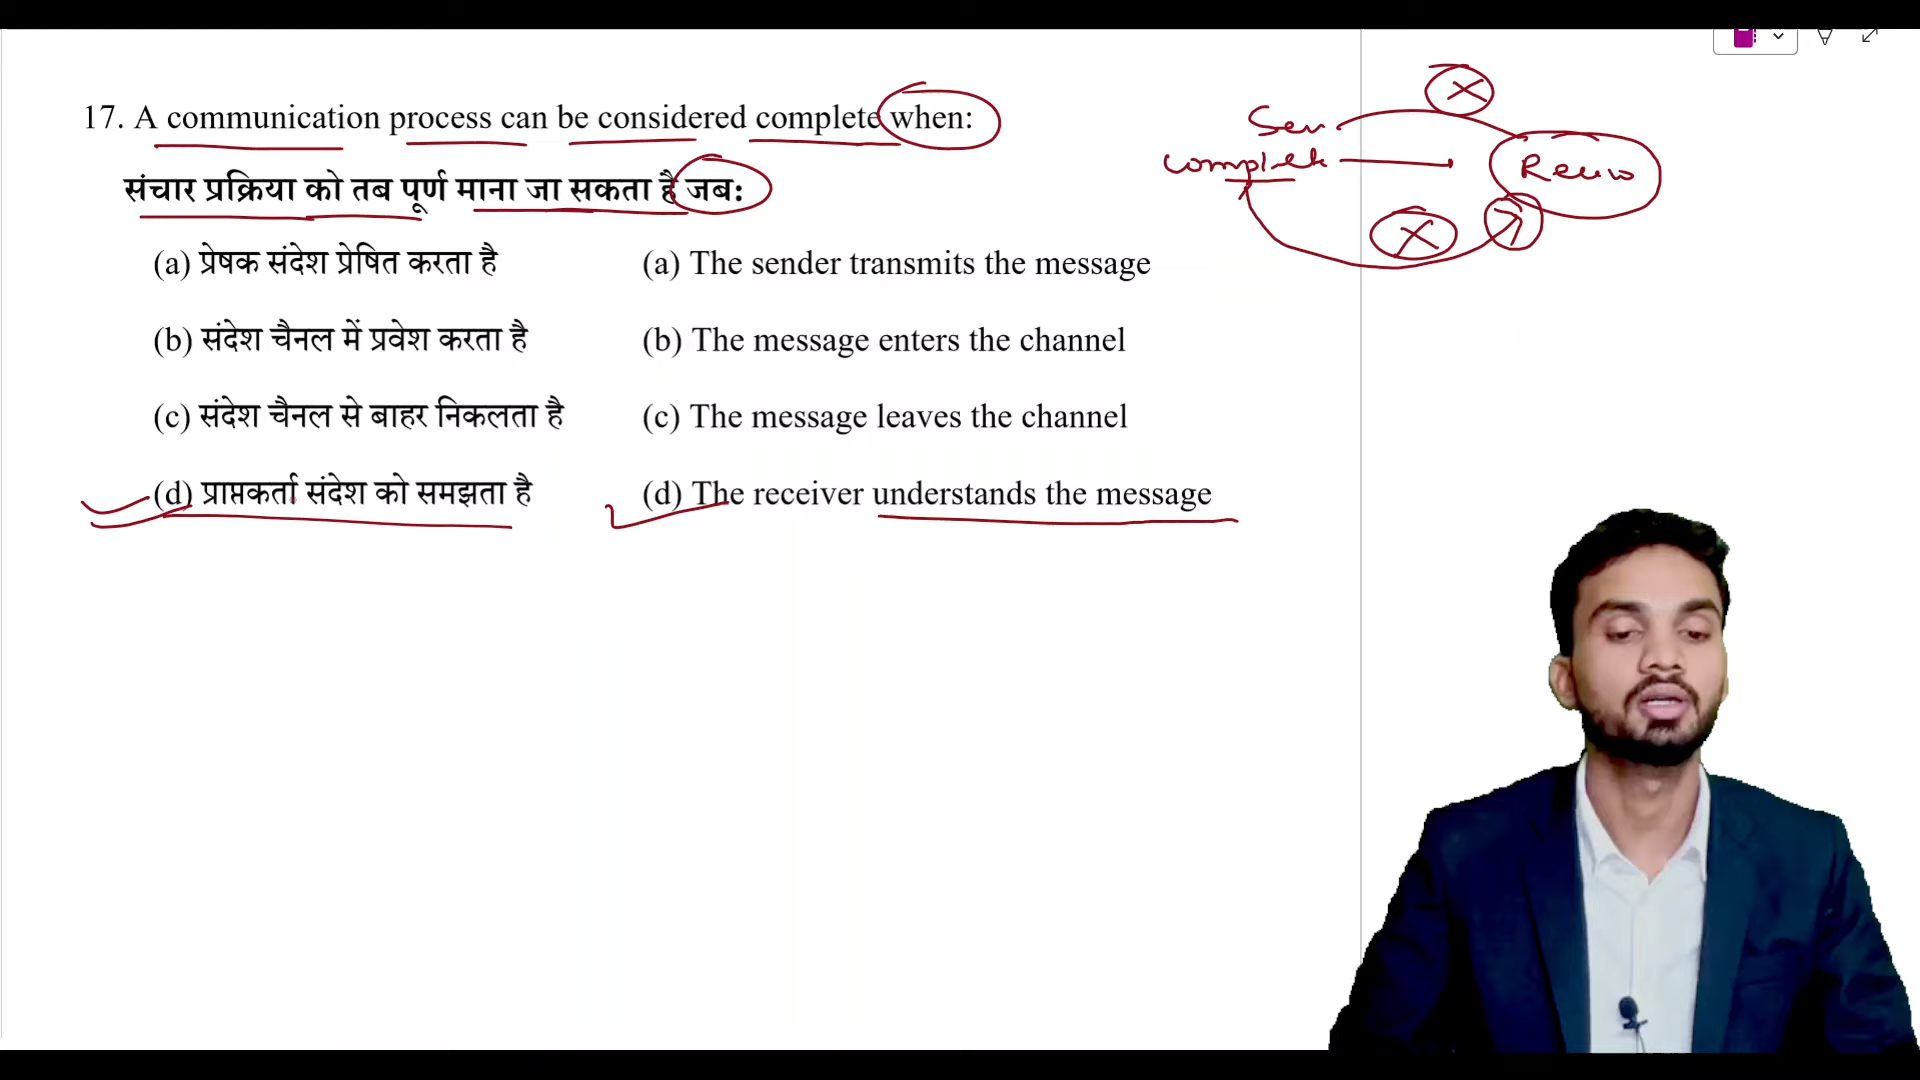 17. A communication process can be considered complete when:
संचार प्रक्रिया को तब पूर्ण माना जा सकता है जब:
(a) प्रेषक संदेश प्रेषित करता है
(a) The sender transmits the message
(b) संदेश चैनल में प्रवेश करता है
(b) The message enters the channel
(c) संदेश चैनल से बाहर निकलता है
(c) The message leaves the channel
(d) प्राप्तकर्ता संदेश को समझता है
(d) The receiver understands the message
Sen